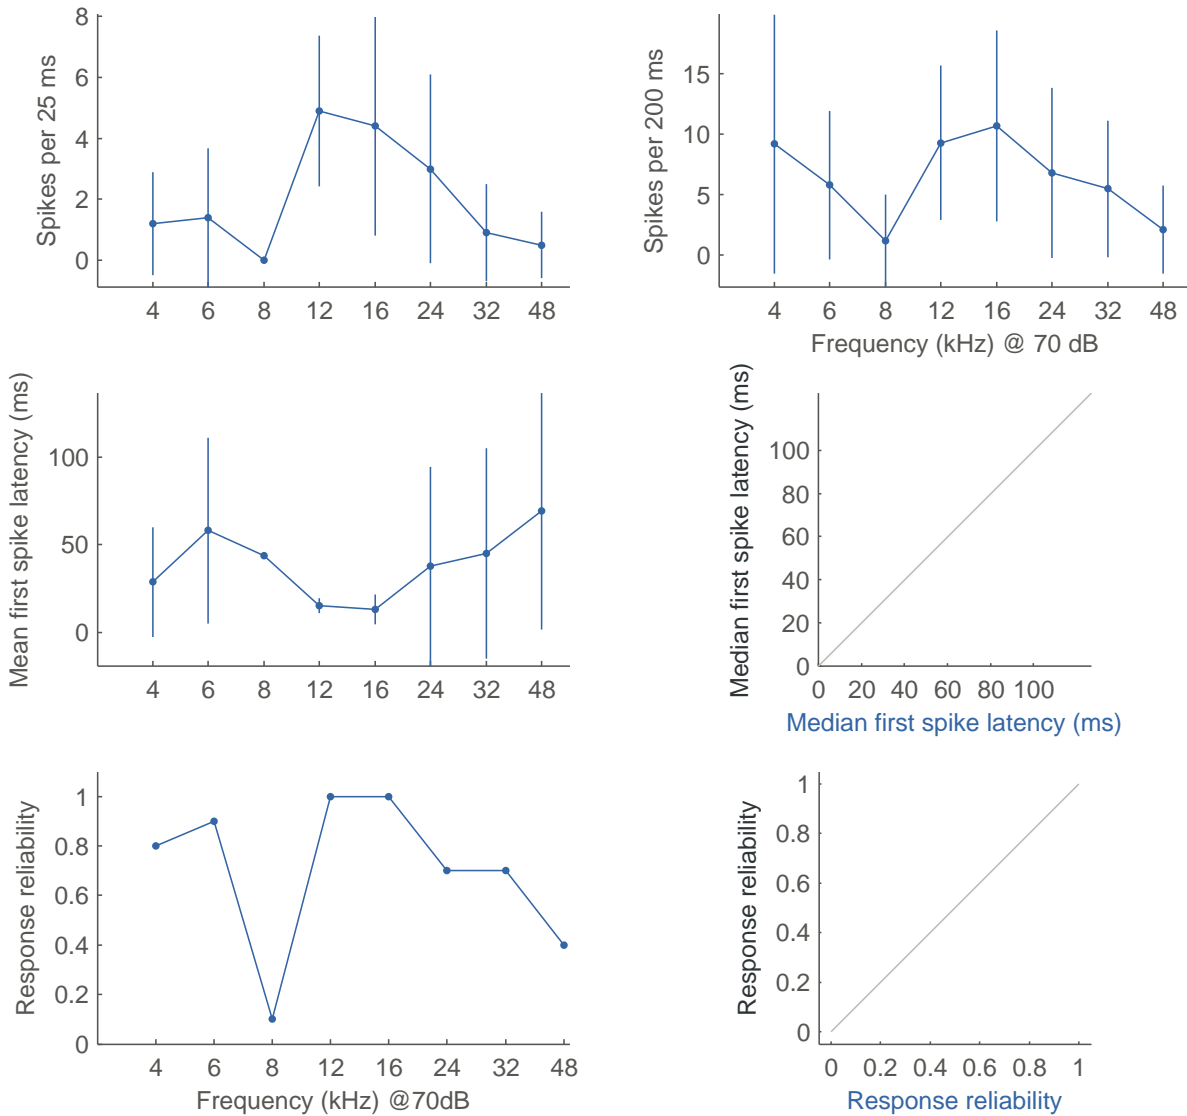 Spikes per 25 ms
8
6
4
2
0
4 6 8 12 16 24 32 48
Spikes per 200 ms
15
10
5
0
4 6 8 12 16 24 32 48
Frequency (kHz) @ 70 dB
Mean first spike latency (ms)
100
50
0
4 6 8 12 16 24 32 48
Median first spike latency (ms)
100
80
60
40
20
0
0 20 40 60 80 100
Median first spike latency (ms)
Response reliability
1
0.8
0.6
0.4
0.2
0
4 6 8 12 16 24 32 48
Frequency (kHz) @70dB
Response reliability
1
0.8
0.6
0.4
0.2
0
0 0.2 0.4 0.6 0.8 1
Response reliability